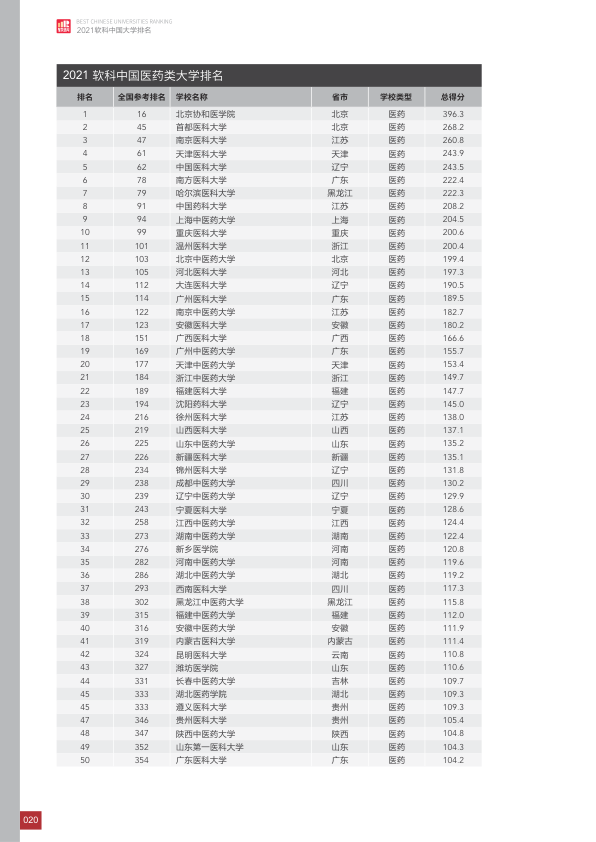 BEST CHINESE UNIVERSITIES RANKING
2021软科中国大学排名
2021 软科中国医药类大学排名
排名 全国参考排名 学校名称 省市 学校类型 总得分
1 16 北京协和医学院 北京 医药 396.3
2 45 首都医科大学 北京 医药 268.2
3 47 南京医科大学 江苏 医药 260.8
4 61 天津医科大学 天津 医药 243.9
5 62 中国医科大学 辽宁 医药 243.5
6 78 南方医科大学 广东 医药 222.4
7 79 哈尔滨医科大学 黑龙江 医药 222.3
8 91 中国药科大学 江苏 医药 208.2
9 94 上海中医药大学 上海 医药 204.5
10 99 重庆医科大学 重庆 医药 200.6
11 101 温州医科大学 浙江 医药 200.4
12 103 北京中医药大学 北京 医药 199.4
13 105 河北医科大学 河北 医药 197.3
14 112 大连医科大学 辽宁 医药 190.5
15 114 广州医科大学 广东 医药 189.5
16 122 南京中医药大学 江苏 医药 182.7
17 123 安徽医科大学 安徽 医药 180.2
18 151 广西医科大学 广西 医药 166.6
19 169 广州中医药大学 广东 医药 155.7
20 177 天津中医药大学 天津 医药 153.4
21 184 浙江中医药大学 浙江 医药 149.7
22 189 福建医科大学 福建 医药 147.7
23 194 沈阳药科大学 辽宁 医药 145.0
24 216 徐州医科大学 江苏 医药 138.0
25 219 山西医科大学 山西 医药 137.1
26 225 山东中医药大学 山东 医药 135.2
27 226 新疆医科大学 新疆 医药 135.1
28 234 锦州医科大学 辽宁 医药 131.8
29 238 成都中医药大学 四川 医药 130.2
30 239 辽宁中医药大学 辽宁 医药 129.9
31 243 宁夏医科大学 宁夏 医药 128.6
32 258 江西中医药大学 江西 医药 124.4
33 273 湖南中医药大学 湖南 医药 122.4
34 276 新乡医学院 河南 医药 120.8
35 282 河南中医药大学 河南 医药 119.6
36 286 湖北中医药大学 湖北 医药 119.2
37 293 西南医科大学 四川 医药 117.3
38 302 黑龙江中医药大学 黑龙江 医药 115.8
39 315 福建中医药大学 福建 医药 112.0
40 316 安徽中医药大学 安徽 医药 111.9
41 319 内蒙古医科大学 内蒙古 医药 111.4
42 324 昆明医科大学 云南 医药 110.8
43 327 潍坊医学院 山东 医药 110.6
44 331 长春中医药大学 吉林 医药 109.7
45 333 湖北医药学院 湖北 医药 109.3
45 333 遵义医科大学 贵州 医药 109.3
47 346 贵州医科大学 贵州 医药 105.4
48 347 陕西中医药大学 陕西 医药 104.8
49 352 山东第一医科大学 山东 医药 104.3
50 354 广东医科大学 广东 医药 104.2
020